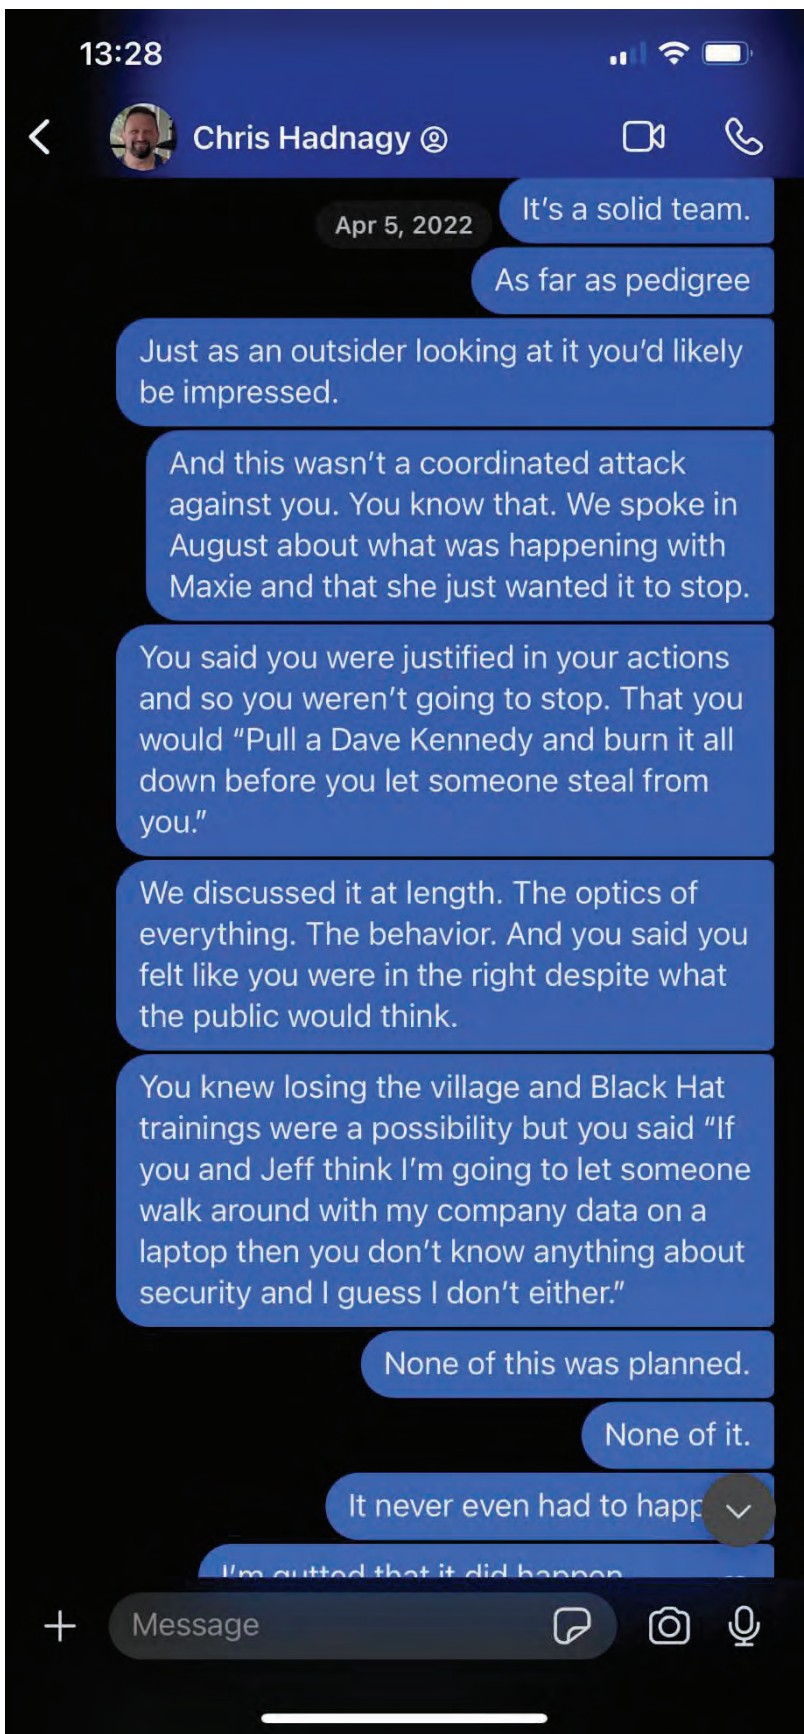 13:28
Chris Hadnagy
It's a solid team.
Apr 5, 2022
As far as pedigree
Just as an outsider looking at it you'd likely
be impressed.
And this wasn't a coordinated attack
against you. You know that. We spoke in
August about what was happening with
Maxie and that she just wanted it to stop.
You said you were justified in your actions
and so you weren't going to stop. That you
would “Pull a Dave Kennedy and burn it all
down before you let someone steal from
you.”
We discussed it at length. The optics of
everything. The behavior. And you said you
felt like you were in the right despite what
the public would think.
You knew losing the village and Black Hat
trainings were a possibility but you said “If
you and Jeff think I'm going to let someone
walk around with my company data on a
laptop then you don't know anything about
security and I guess I don't either.”
None of this was planned.
None of it.
It never even had to happ
I'm gutted that it did happen
Message